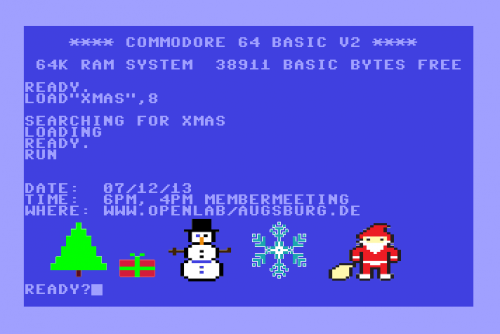 **** COMMODORE 64 BASIC V2 ****
64K RAM SYSTEM  38911 BASIC BYTES FREE
READY.
LOAD"XMAS",8
SEARCHING FOR XMAS
LOADING
READY.
RUN
DATE:  07/12/13
TIME:  6PM, 4PM MEMBERMEETING
WHERE: WWW.OPENLAB/AUGSBURG.DE
READY?